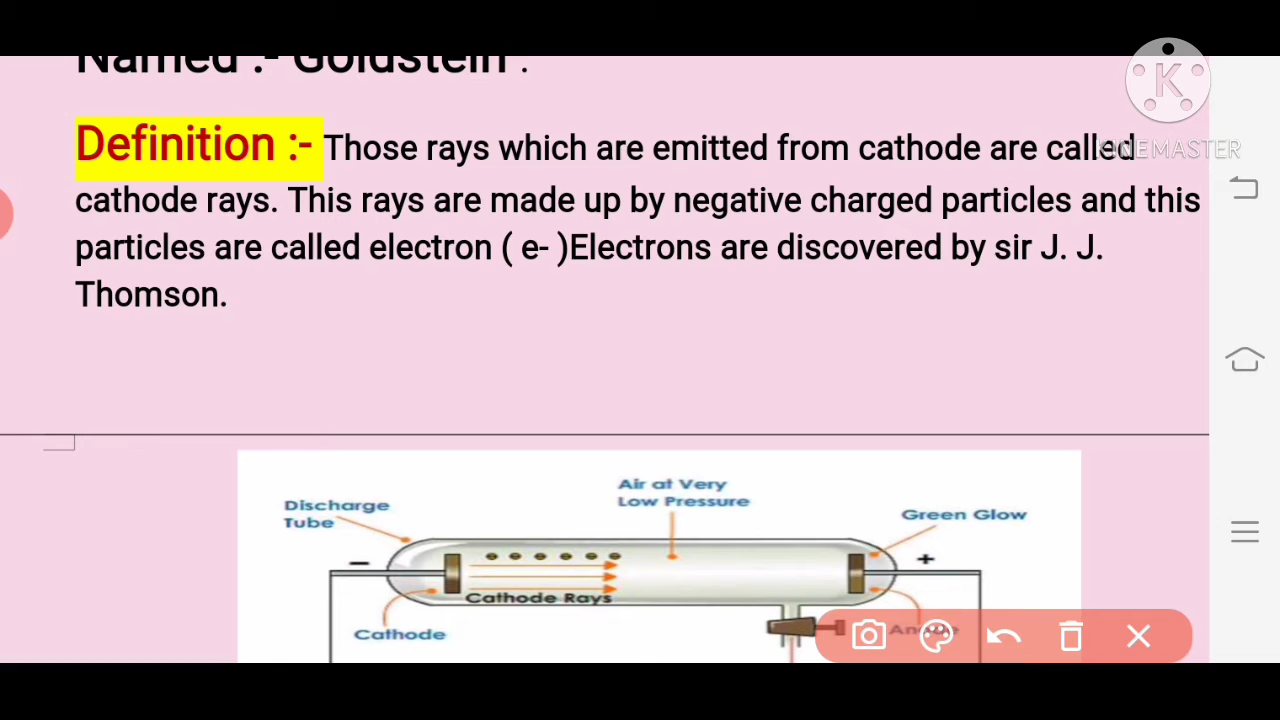 Named :- Goldstein .
Definition :- Those rays which are emitted from cathode are called
cathode rays. This rays are made up by negative charged particles and this
particles are called electron ( e- )Electrons are discovered by sir J. J.
Thomson.
K
KINEMASTER
Air at Very
Low Pressure
Discharge
Tube
Green Glow
−
+
Cathode Rays
Cathode
Anode